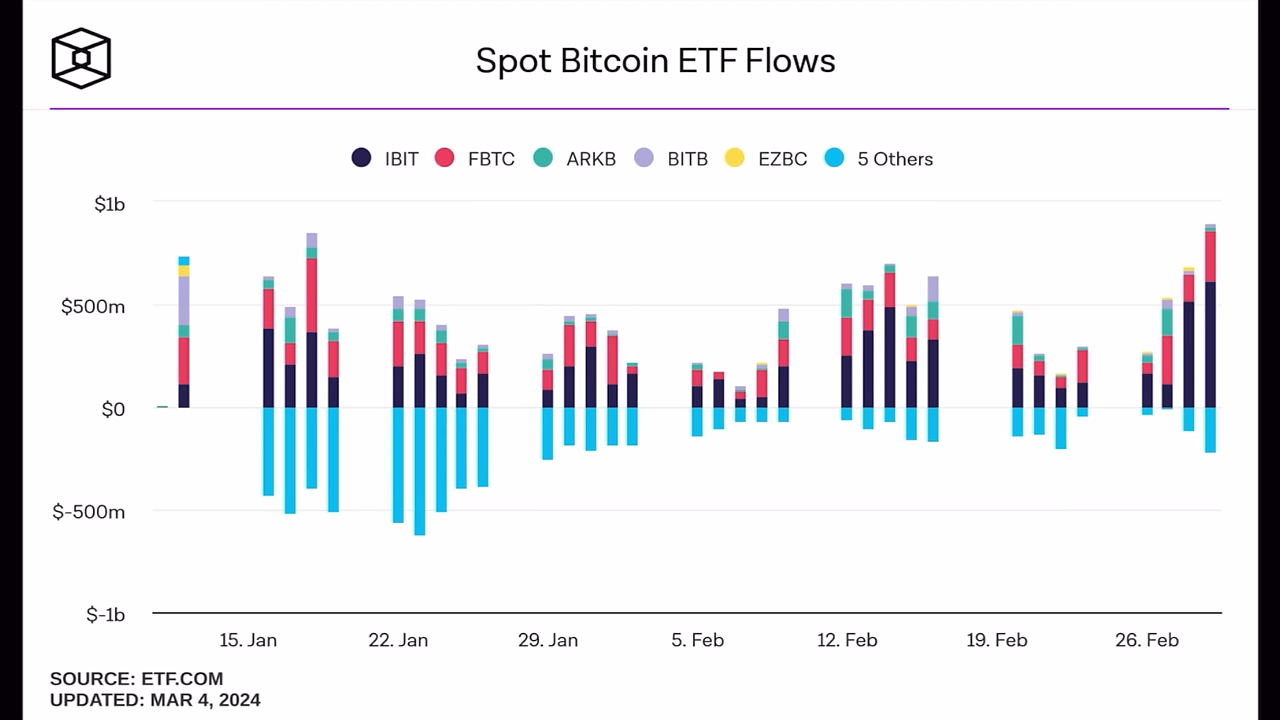 Spot Bitcoin ETF Flows
IBIT FBTC ARKB BITB EZBC 5 Others
$1b
$500m
$0
$-500m
$-1b
15. Jan 22. Jan 29. Jan 5. Feb 12. Feb 19. Feb 26. Feb
SOURCE: ETF.COM
UPDATED: MAR 4, 2024